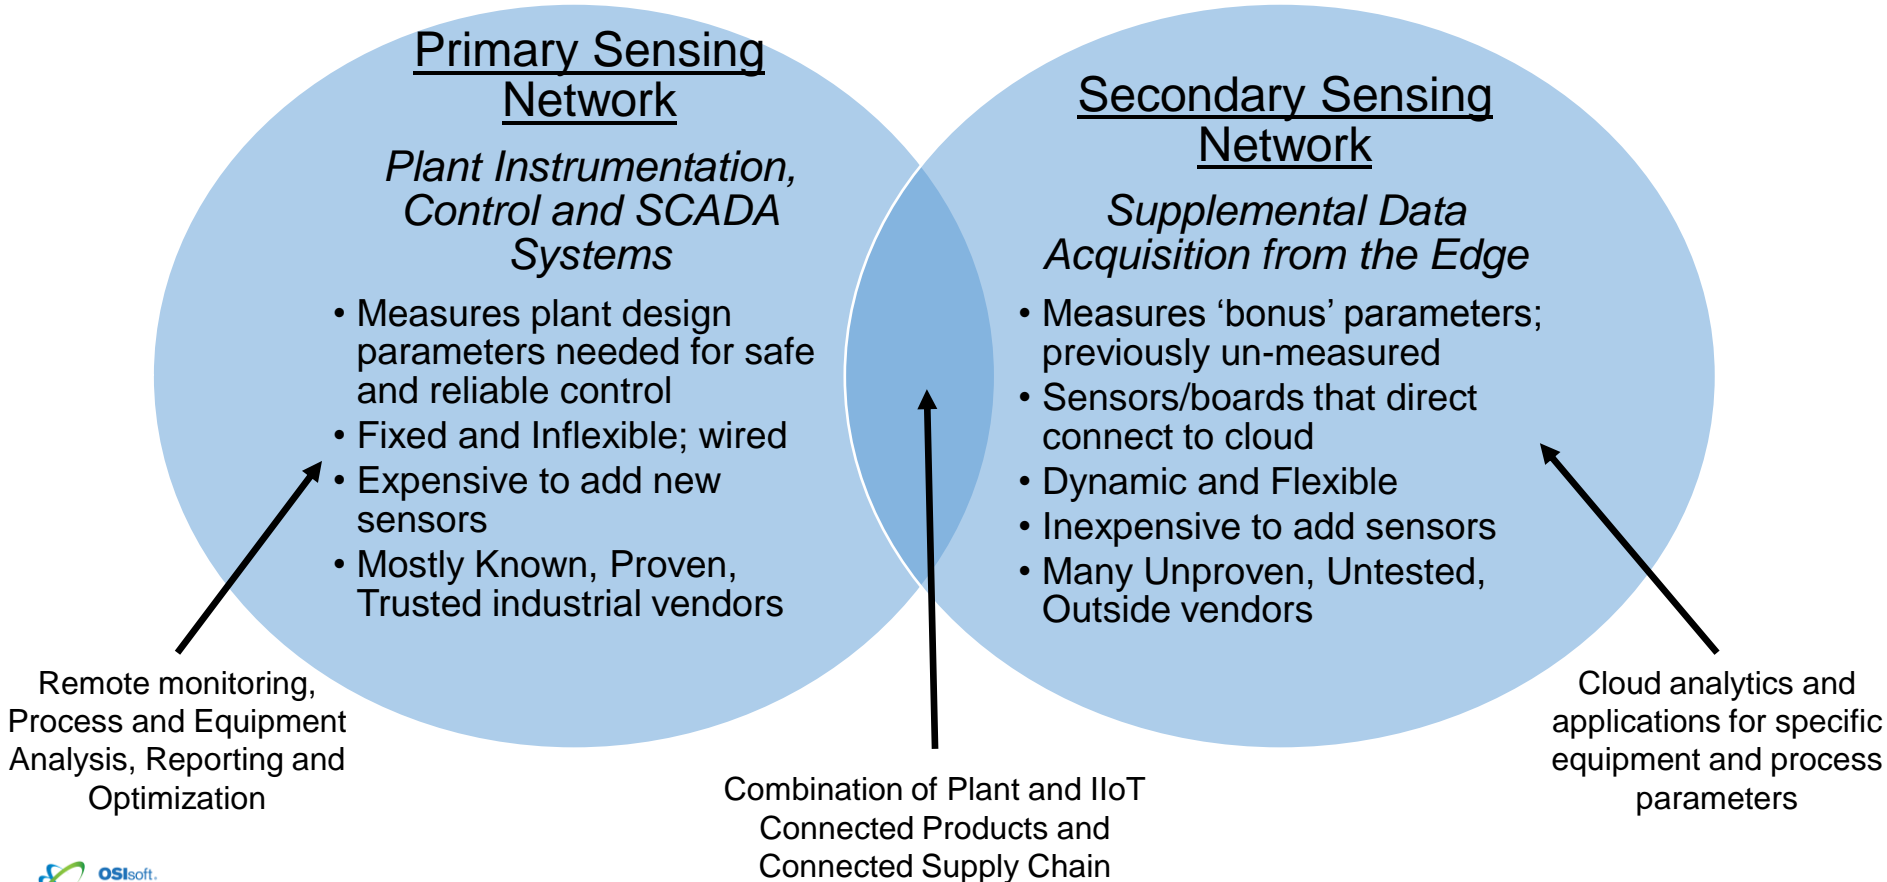 Primary Sensing
Network
Plant Instrumentation,
Control and SCADA
Systems
• Measures plant design
parameters needed for safe
and reliable control
• Fixed and Inflexible; wired
• Expensive to add new
sensors
• Mostly Known, Proven,
Trusted industrial vendors
Secondary Sensing
Network
Supplemental Data
Acquisition from the Edge
• Measures ‘bonus’ parameters;
previously un-measured
• Sensors/boards that direct
connect to cloud
• Dynamic and Flexible
• Inexpensive to add sensors
• Many Unproven, Untested,
Outside vendors
Remote monitoring,
Process and Equipment
Analysis, Reporting and
Optimization
Combination of Plant and IIoT
Connected Products and
Connected Supply Chain
Cloud analytics and
applications for specific
equipment and process
parameters
OSIsoft.